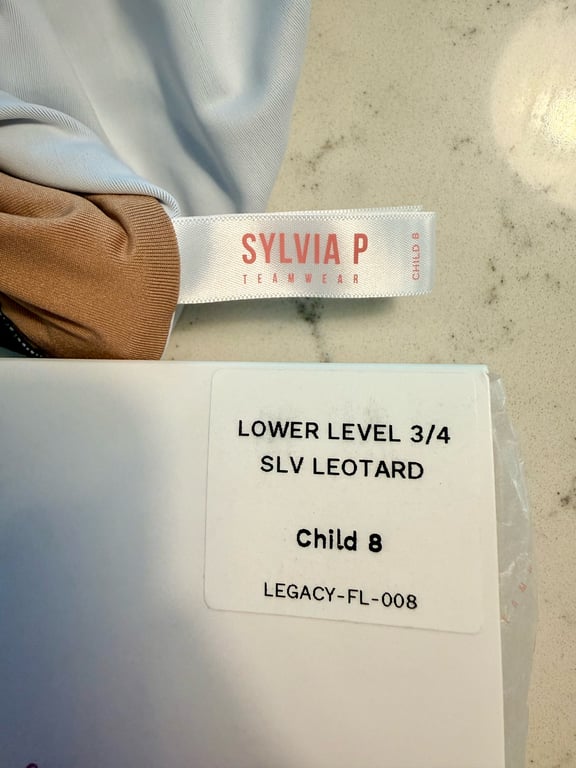 SYLVIA P
TEAMWEAR
CHILD 8
LOWER LEVEL 3/4
SLV LEOTARD
Child 8
LEGACY-FL-008